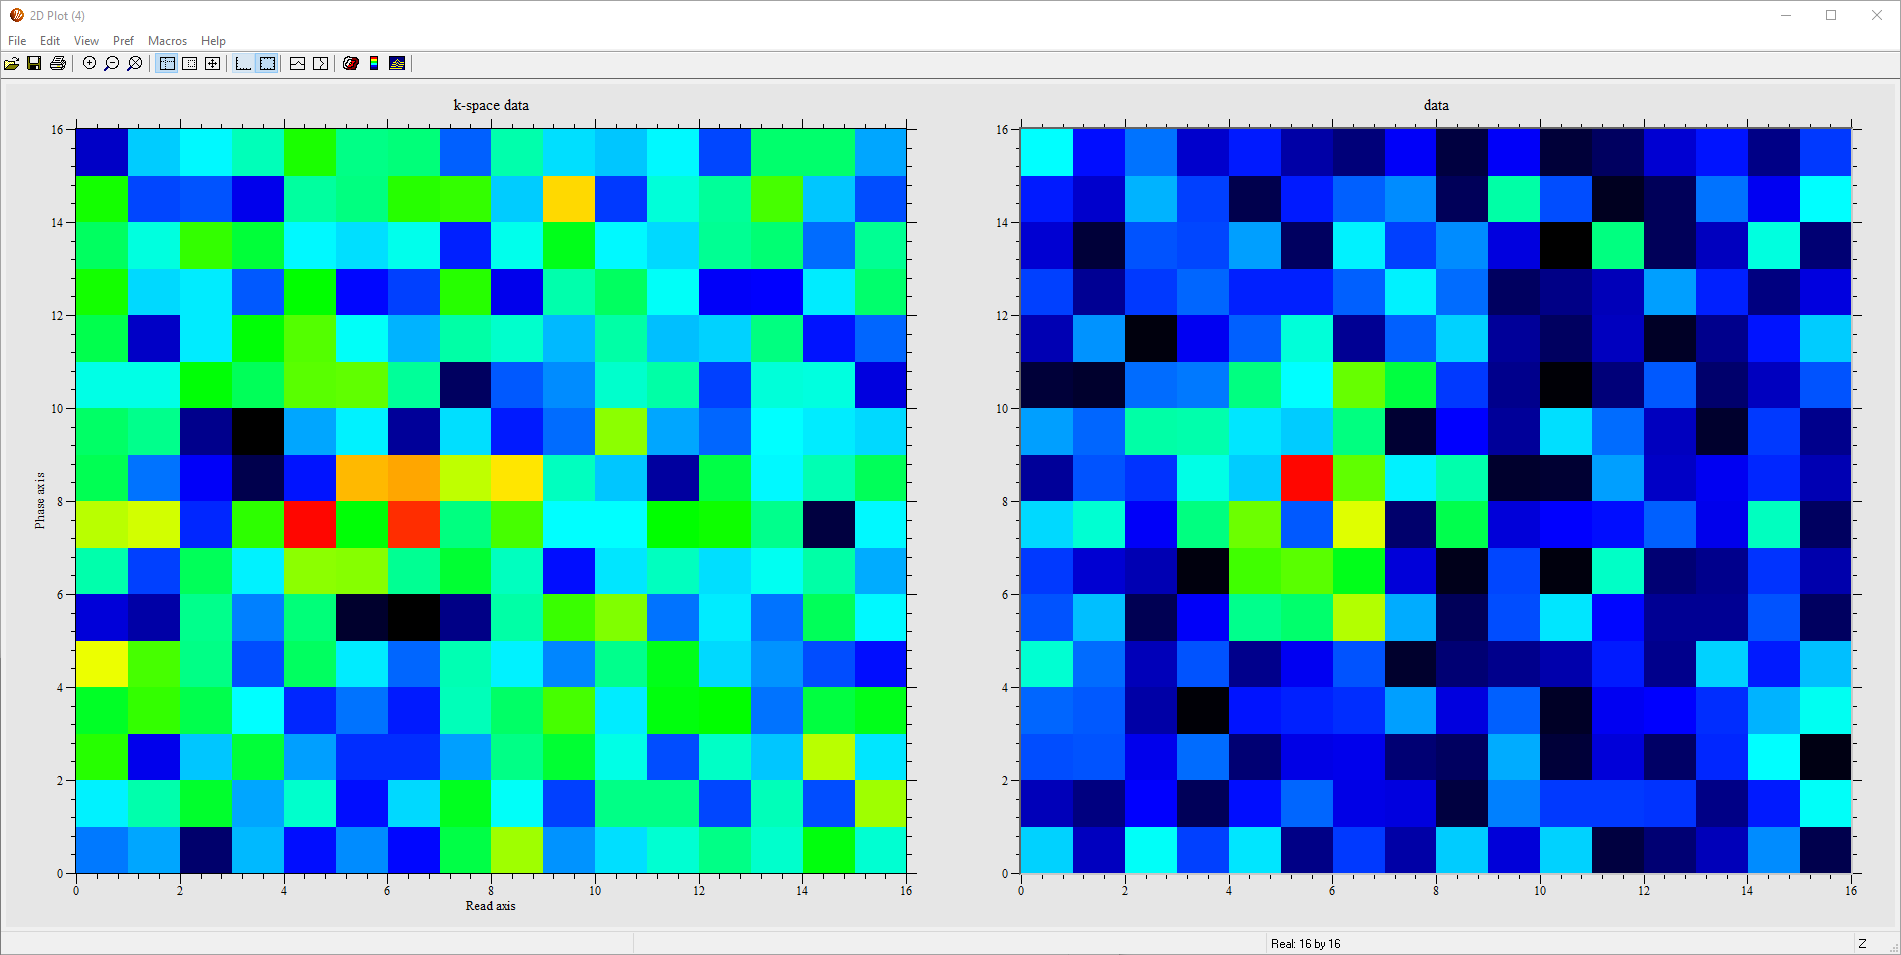 2D Plot (4)
File Edit View Pref Macros Help
k-space data
16
14
12
10
8
6
4
2
0
Phase axis
0 2 4 6 8 10 12 14 16
Read axis
data
16
14
12
10
8
6
4
2
0
0 2 4 6 8 10 12 14 16
Real: 16 by 16
Z